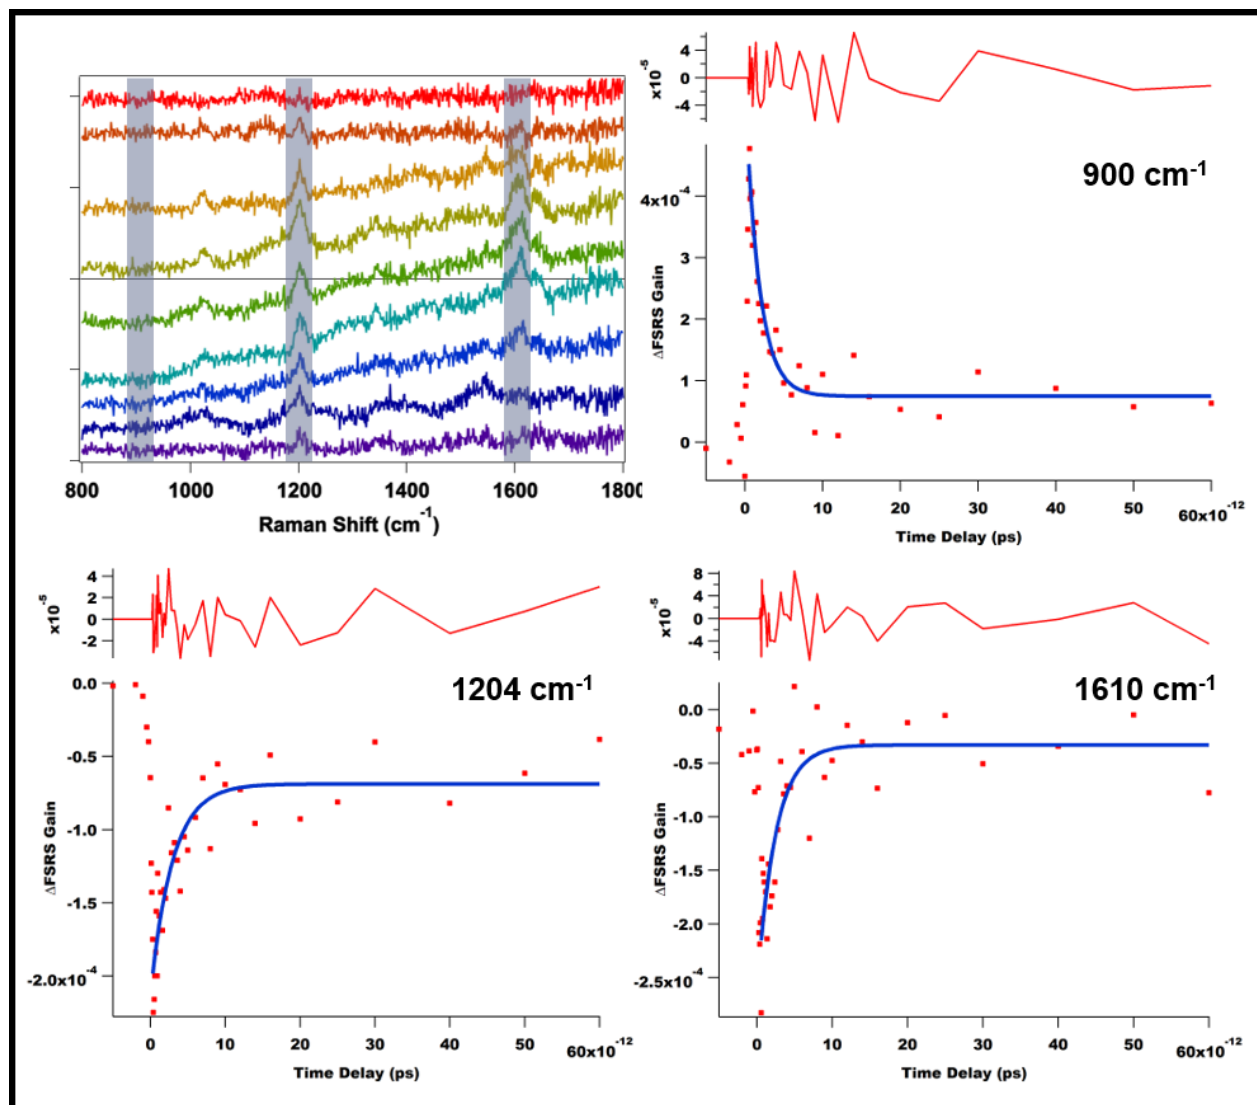 800
1000
1200
1400
1600
1800
Raman Shift (cm-1)
x10-5
4
0
-4
900 cm-1
ΔFSRS Gain
4x10-4
3
2
1
0
0
10
20
30
40
50
60x10-12
Time Delay (ps)
x10-5
4
2
0
-2
1204 cm-1
ΔFSRS Gain
0.0
-0.5
-1.0
-1.5
-2.0x10-4
0
10
20
30
40
50
60x10-12
Time Delay (ps)
x10-5
8
4
0
-4
1610 cm-1
ΔFSRS Gain
0.0
-0.5
-1.0
-1.5
-2.0
-2.5x10-4
0
10
20
30
40
50
60x10-12
Time Delay (ps)